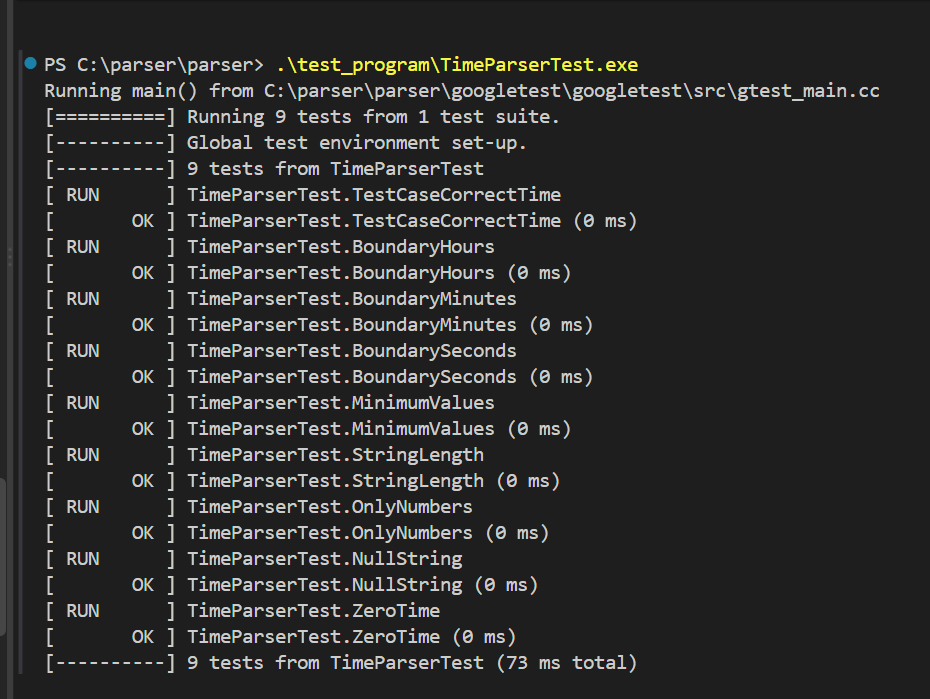 PS C:\parser\parser> .\test_program\TimeParserTest.exe
Running main() from C:\parser\parser\googletest\googletest\src\gtest_main.cc
[==========] Running 9 tests from 1 test suite.
[----------] Global test environment set-up.
[----------] 9 tests from TimeParserTest
[ RUN      ] TimeParserTest.TestCaseCorrectTime
[       OK ] TimeParserTest.TestCaseCorrectTime (0 ms)
[ RUN      ] TimeParserTest.BoundaryHours
[       OK ] TimeParserTest.BoundaryHours (0 ms)
[ RUN      ] TimeParserTest.BoundaryMinutes
[       OK ] TimeParserTest.BoundaryMinutes (0 ms)
[ RUN      ] TimeParserTest.BoundarySeconds
[       OK ] TimeParserTest.BoundarySeconds (0 ms)
[ RUN      ] TimeParserTest.MinimumValues
[       OK ] TimeParserTest.MinimumValues (0 ms)
[ RUN      ] TimeParserTest.StringLength
[       OK ] TimeParserTest.StringLength (0 ms)
[ RUN      ] TimeParserTest.OnlyNumbers
[       OK ] TimeParserTest.OnlyNumbers (0 ms)
[ RUN      ] TimeParserTest.NullString
[       OK ] TimeParserTest.NullString (0 ms)
[ RUN      ] TimeParserTest.ZeroTime
[       OK ] TimeParserTest.ZeroTime (0 ms)
[----------] 9 tests from TimeParserTest (73 ms total)